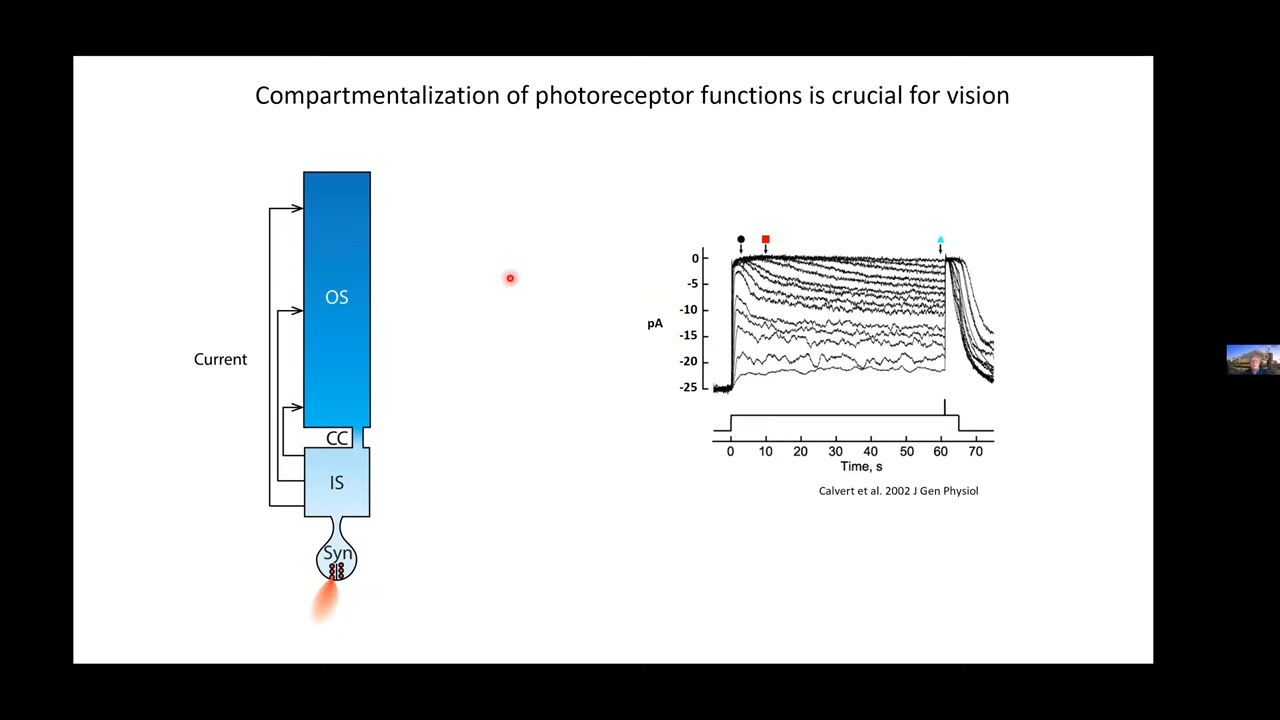 Compartmentalization of photoreceptor functions is crucial for vision
OS
Current
CC
IS
Syn
0
-5
-10
-15
-20
-25
pA
0 10 20 30 40 50 60 70
Time, s
Calvert et al. 2002 J Gen Physiol